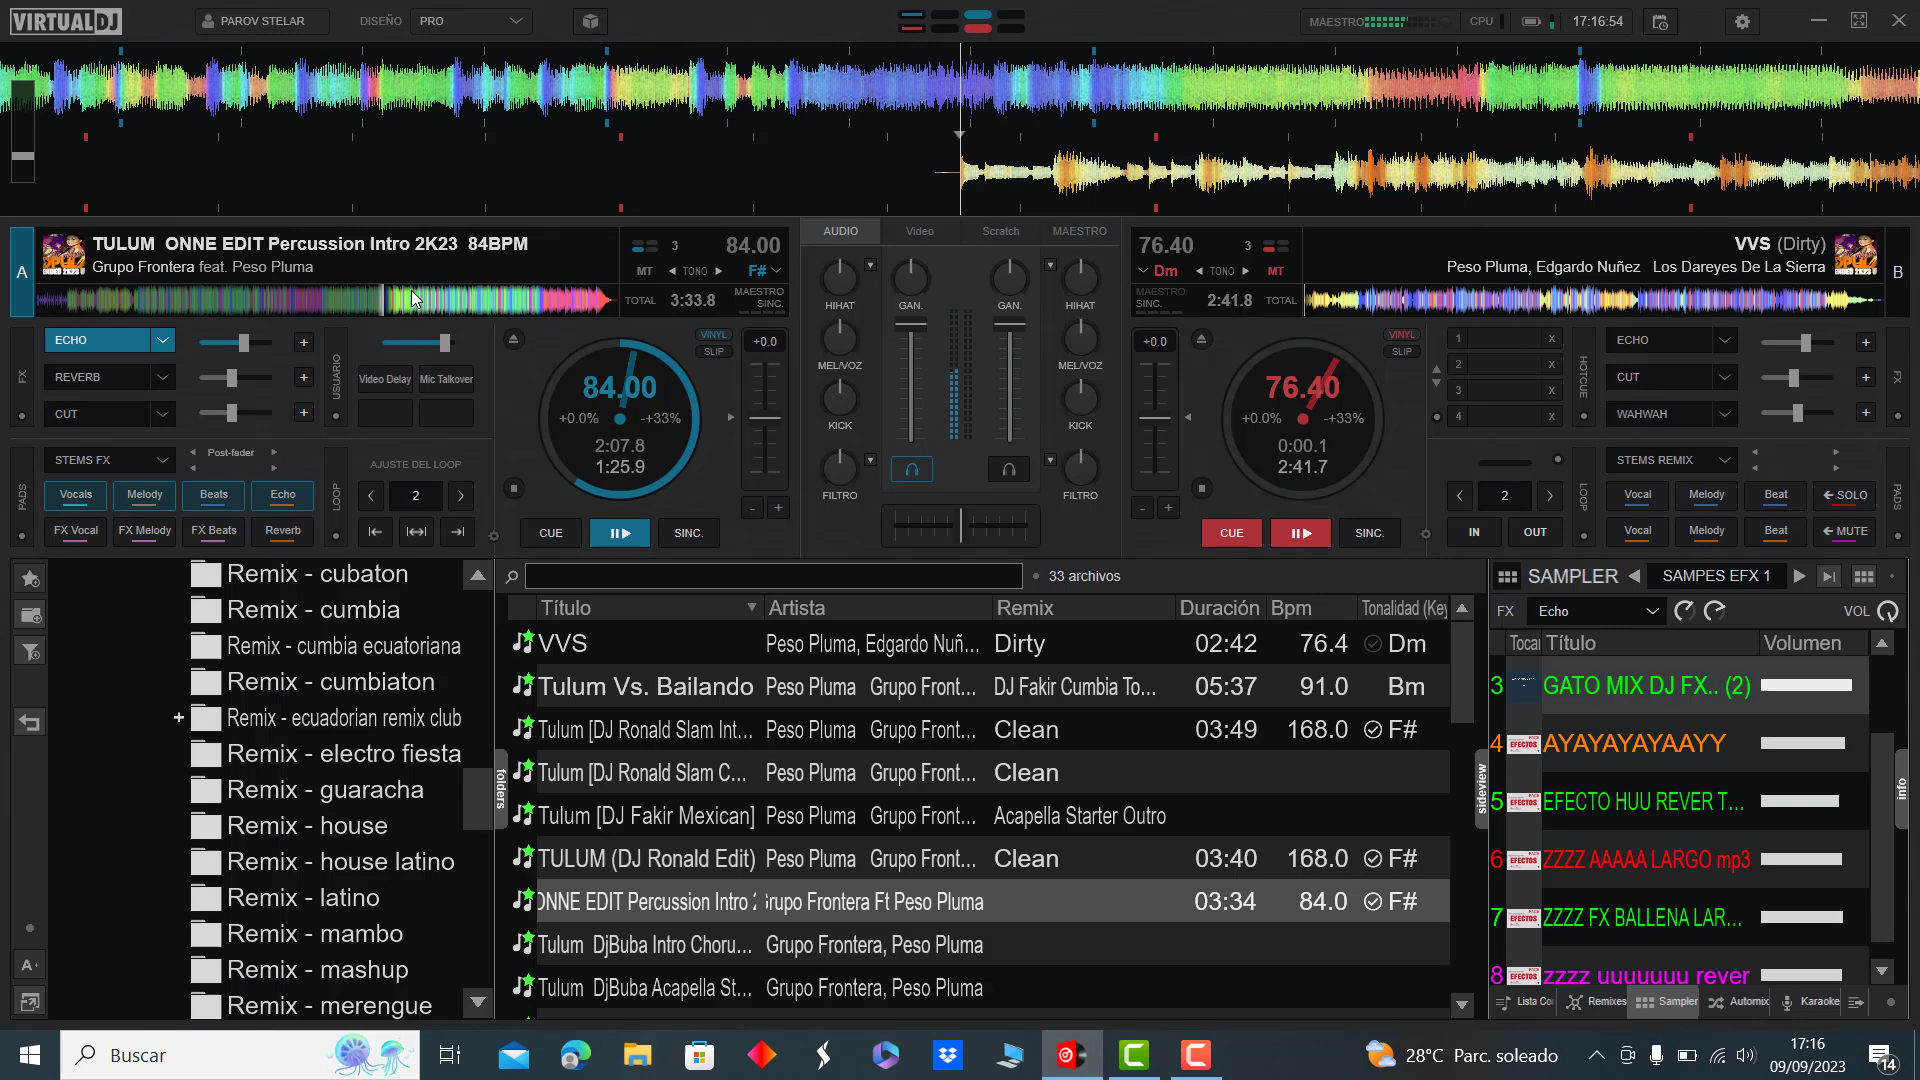 VIRTUALDJ
PAROV STELAR
DISEÑO
PRO
MAESTRO
CPU
17:16:54
A
TULUM ONNE EDIT Percussion Intro 2K23 84BPM
Grupo Frontera feat. Peso Pluma
3
84.00
MT
TONO
F#
TOTAL
3:33.8
MAESTRO
SINC.
AUDIO
Video
Scratch
MAESTRO
76.40
3
Dm
TONO
MT
MAESTRO
SINC.
2:41.8
TOTAL
VVS (Dirty)
Peso Pluma, Edgardo Nuñez Los Dareyes De La Sierra
B
FX
ECHO
REVERB
CUT
USUARIO
Video Delay
Mic Talkover
84.00
+0.0%
-+33%
2:07.8
1:25.9
VINYL
SLIP
+0.0
HIHAT
GAN.
GAN.
HIHAT
MEL/VOZ
MEL/VOZ
KICK
KICK
FILTRO
FILTRO
+0.0
76.40
+0.0%
-+33%
0:00.1
2:41.7
VINYL
SLIP
1 x
2 x
3 x
4 x
HOTCUE
ECHO
CUT
WAHWAH
FX
PADS
STEMS FX
Post-fader
Vocals
Melody
Beats
Echo
FX Vocal
FX Melody
FX Beats
Reverb
LOOP
AJUSTE DEL LOOP
2
CUE
SINC.
- +
- +
CUE
SINC.
2
IN
OUT
LOOP
STEMS REMIX
Vocal
Melody
Beat
SOLO
Vocal
Melody
Beat
MUTE
PADS
Remix - cubaton
Remix - cumbia
Remix - cumbia ecuatoriana
Remix - cumbiaton
+ Remix - ecuadorian remix club
Remix - electro fiesta
Remix - guaracha
Remix - house
Remix - house latino
Remix - latino
Remix - mambo
Remix - mashup
Remix - merengue
A+
folders
33 archivos
Título Artista Remix Duración Bpm Tonalidad (Key
VVS Peso Pluma, Edgardo Nuñ... Dirty 02:42 76.4 Dm
Tulum Vs. Bailando Peso Pluma Grupo Front... DJ Fakir Cumbia To... 05:37 91.0 Bm
Tulum [DJ Ronald Slam Int... Peso Pluma Grupo Front... Clean 03:49 168.0 F#
Tulum [DJ Ronald Slam C... Peso Pluma Grupo Front... Clean
Tulum [DJ Fakir Mexican] Peso Pluma Grupo Front... Acapella Starter Outro
TULUM (DJ Ronald Edit) Peso Pluma Grupo Front... Clean 03:40 168.0 F#
ONNE EDIT Percussion Intro Grupo Frontera Ft Peso Pluma 03:34 84.0 F#
Tulum DjBuba Intro Choru... Grupo Frontera, Peso Pluma
Tulum DjBuba Acapella St... Grupo Frontera, Peso Pluma
sideview
SAMPLER
SAMPES EFX 1
FX
Echo
VOL
Tocar Título Volumen
3 GATO MIX DJ FX.. (2)
4 EFECTOS AYAYAYAYAAYY
5 EFECTOS EFECTO HUU REVER T...
6 EFECTOS ZZZZ AAAAA LARGO mp3
7 EFECTOS ZZZZ FX BALLENA LAR...
8 EFECTOS zzzz uuuuuuu rever
info
Lista Co
Remixes
Sampler
Automix
Karaoke
Buscar
28°C Parc. soleado
17:16
09/09/2023
14